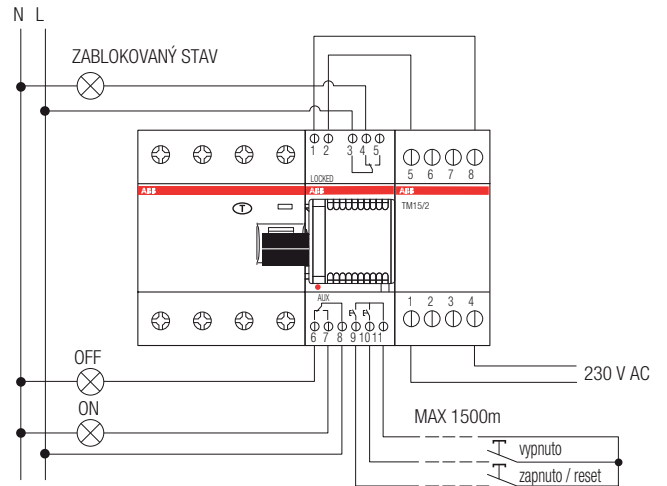 N L
ZABLOKOVANÝ STAV
1 2 3 4 5
5 6 7 8
LOCKED
ABB ABB ABB
T
TM15/2
AUX
1 2 3 4
6 7 8 9 10 11
OFF
230 V AC
ON
MAX 1500m
vypnuto
zapnuto / reset